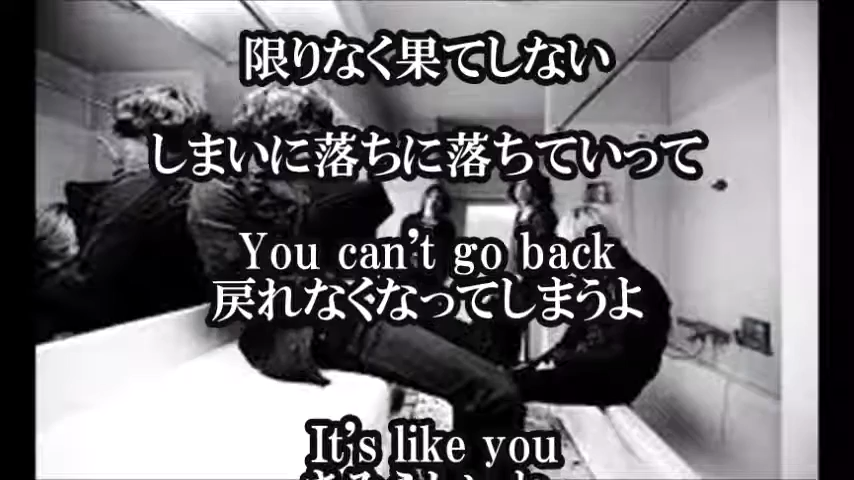 限りなく果てしない
しまいに落ちに落ちていって
You can't go back
戻れなくなってしまうよ
It's like you